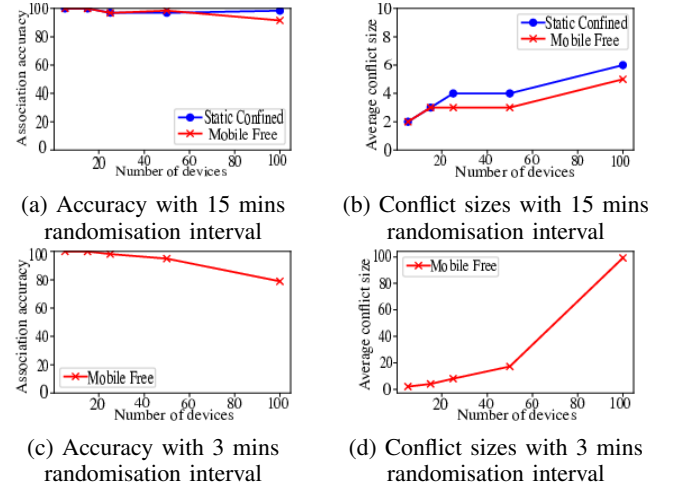 Association accuracy
100
80
60
40
20
0
Static Confined
Mobile Free
20 40 60 80 100
Number of devices
(a) Accuracy with 15 mins
randomisation interval
Average conflict size
10
8
6
4
2
0
Static Confined
Mobile Free
20 40 60 80 100
Number of devices
(b) Conflict sizes with 15 mins
randomisation interval
Association accuracy
100
80
60
40
20
0
Mobile Free
20 40 60 80 100
Number of devices
(c) Accuracy with 3 mins
randomisation interval
Average conflict size
100
80
60
40
20
0
Mobile Free
20 40 60 80 100
Number of devices
(d) Conflict sizes with 3 mins
randomisation interval